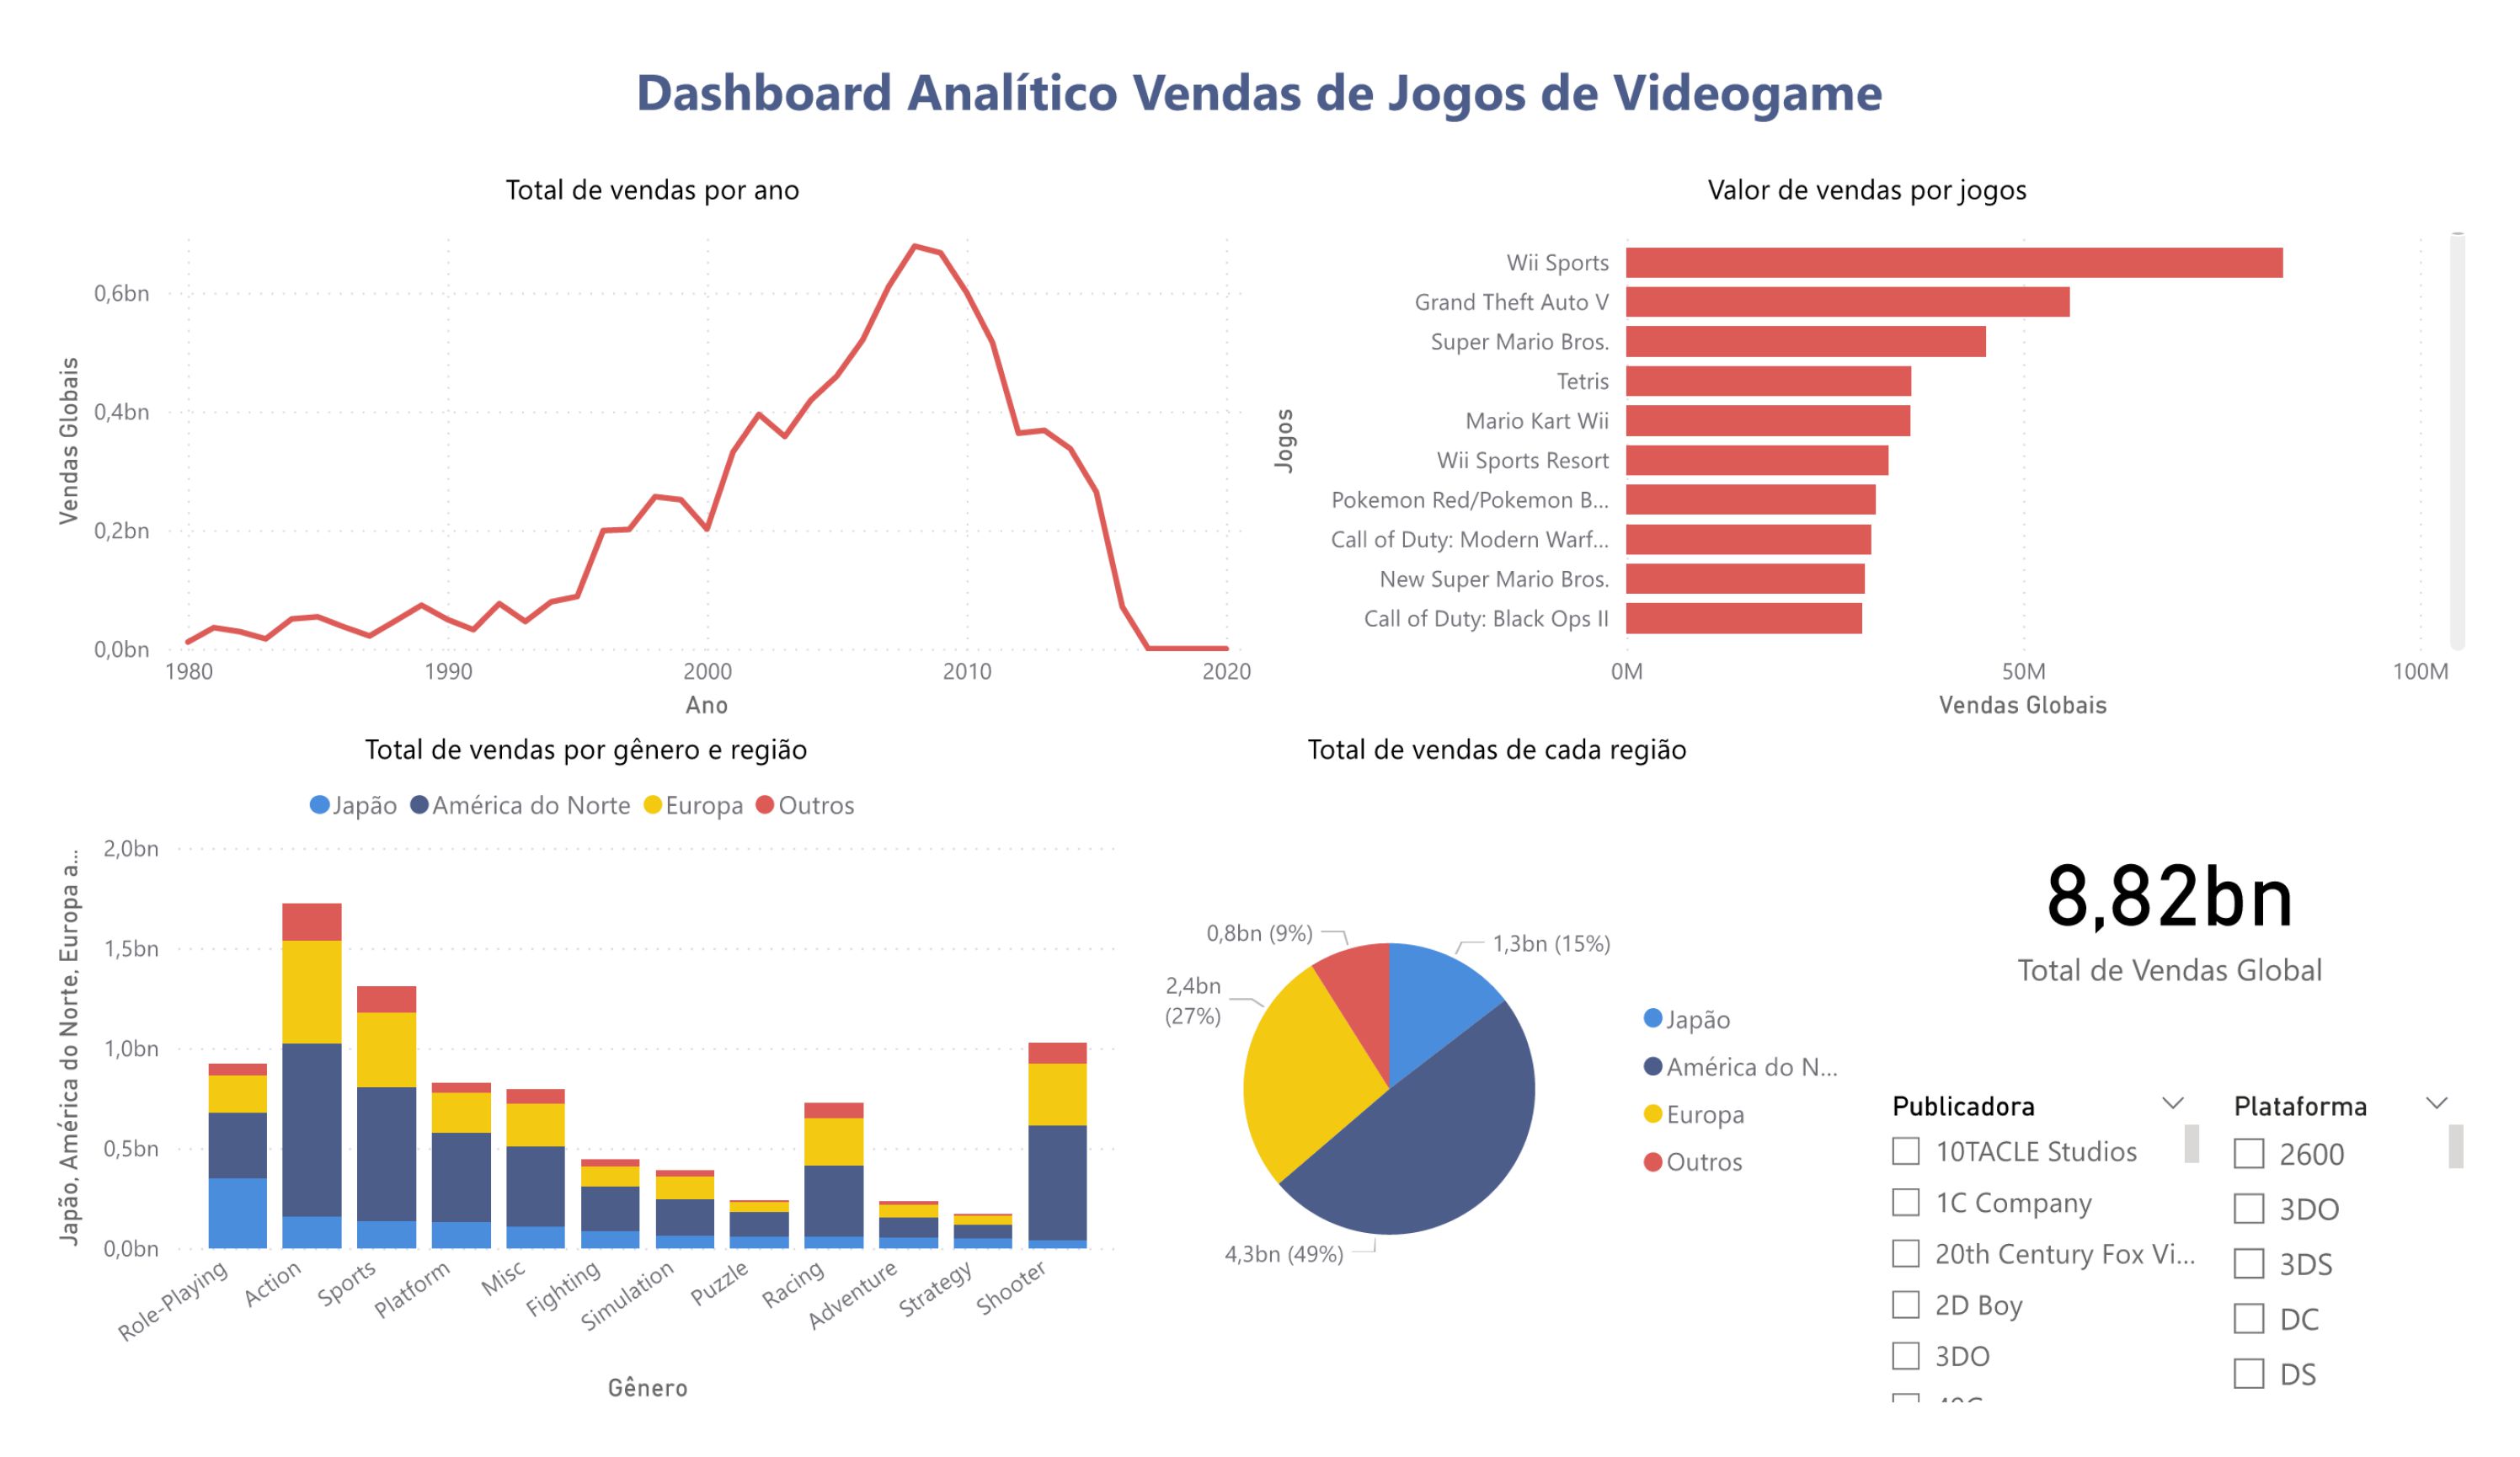 Dashboard Analítico Vendas de Jogos de Videogame
Total de vendas por ano
Vendas Globais
0,6bn
0,4bn
0,2bn
0,0bn
1980 1990 2000 2010 2020
Ano
Valor de vendas por jogos
Jogos
Wii Sports
Grand Theft Auto V
Super Mario Bros.
Tetris
Mario Kart Wii
Wii Sports Resort
Pokemon Red/Pokemon B...
Call of Duty: Modern Warf...
New Super Mario Bros.
Call of Duty: Black Ops II
0M 50M 100M
Vendas Globais
Total de vendas por gênero e região
Japão América do Norte Europa Outros
Japão, América do Norte, Europa a...
2,0bn
1,5bn
1,0bn
0,5bn
0,0bn
Role-Playing Action Sports Platform Misc Fighting Simulation Puzzle Racing Adventure Strategy Shooter
Gênero
Total de vendas de cada região
0,8bn (9%)
1,3bn (15%)
2,4bn
(27%)
4,3bn (49%)
Japão
América do N...
Europa
Outros
8,82bn
Total de Vendas Global
Publicadora
10TACLE Studios
1C Company
20th Century Fox Vi...
2D Boy
3DO
Plataforma
2600
3DO
3DS
DC
DS